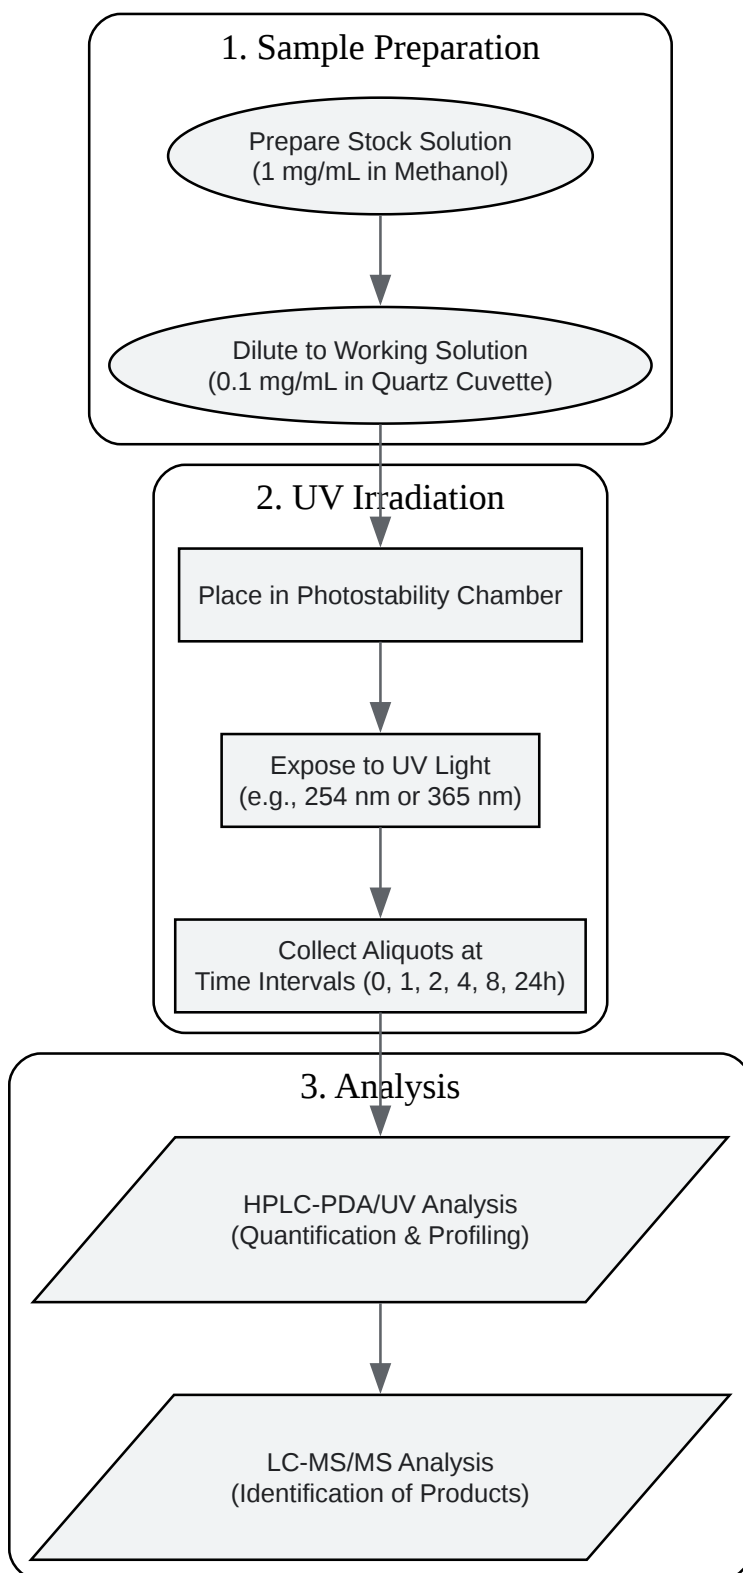 1. Sample Preparation
Prepare Stock Solution
(1 mg/mL in Methanol)
Dilute to Working Solution
(0.1 mg/mL in Quartz Cuvette)
2. UV Irradiation
Place in Photostability Chamber
Expose to UV Light
(e.g., 254 nm or 365 nm)
Collect Aliquots at
Time Intervals (0, 1, 2, 4, 8, 24h)
3. Analysis
HPLC-PDA/UV Analysis
(Quantification & Profiling)
LC-MS/MS Analysis
(Identification of Products)